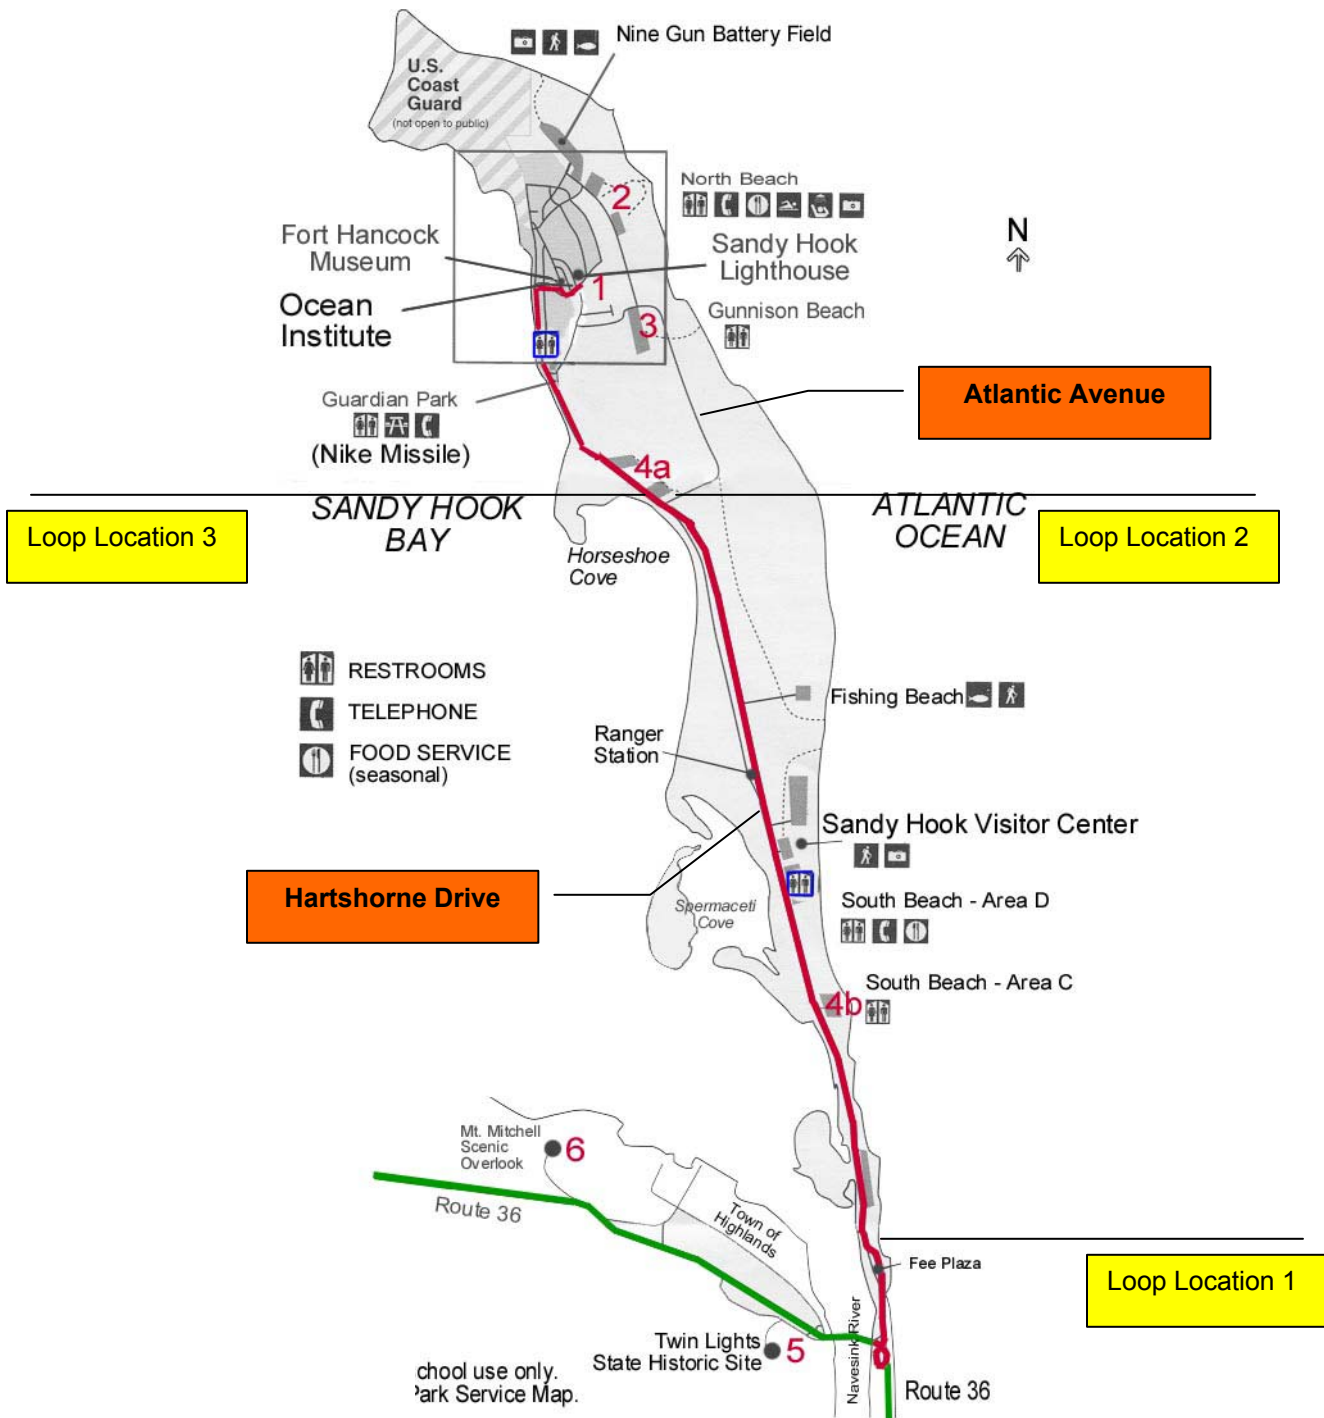 Nine Gun Battery Field
U.S.
Coast
Guard
(not open to public)
North Beach
2
Fort Hancock
Museum
Sandy Hook
Lighthouse
N
1
Ocean
Institute
Gunnison Beach
3
Guardian Park
(Nike Missile)
Atlantic Avenue
4a
SANDY HOOK
BAY
ATLANTIC
OCEAN
Loop Location 3
Loop Location 2
Horseshoe
Cove
RESTROOMS
TELEPHONE
FOOD SERVICE
(seasonal)
Fishing Beach
Ranger
Station
Sandy Hook Visitor Center
Hartshorne Drive
South Beach - Area D
Spermaceti
Cove
South Beach - Area C
4b
Mt. Mitchell
Scenic
Overlook
6
Route 36
Town of
Highlands
Fee Plaza
Loop Location 1
Navesink River
Twin Lights
State Historic Site
5
chool use only.
Park Service Map.
Route 36